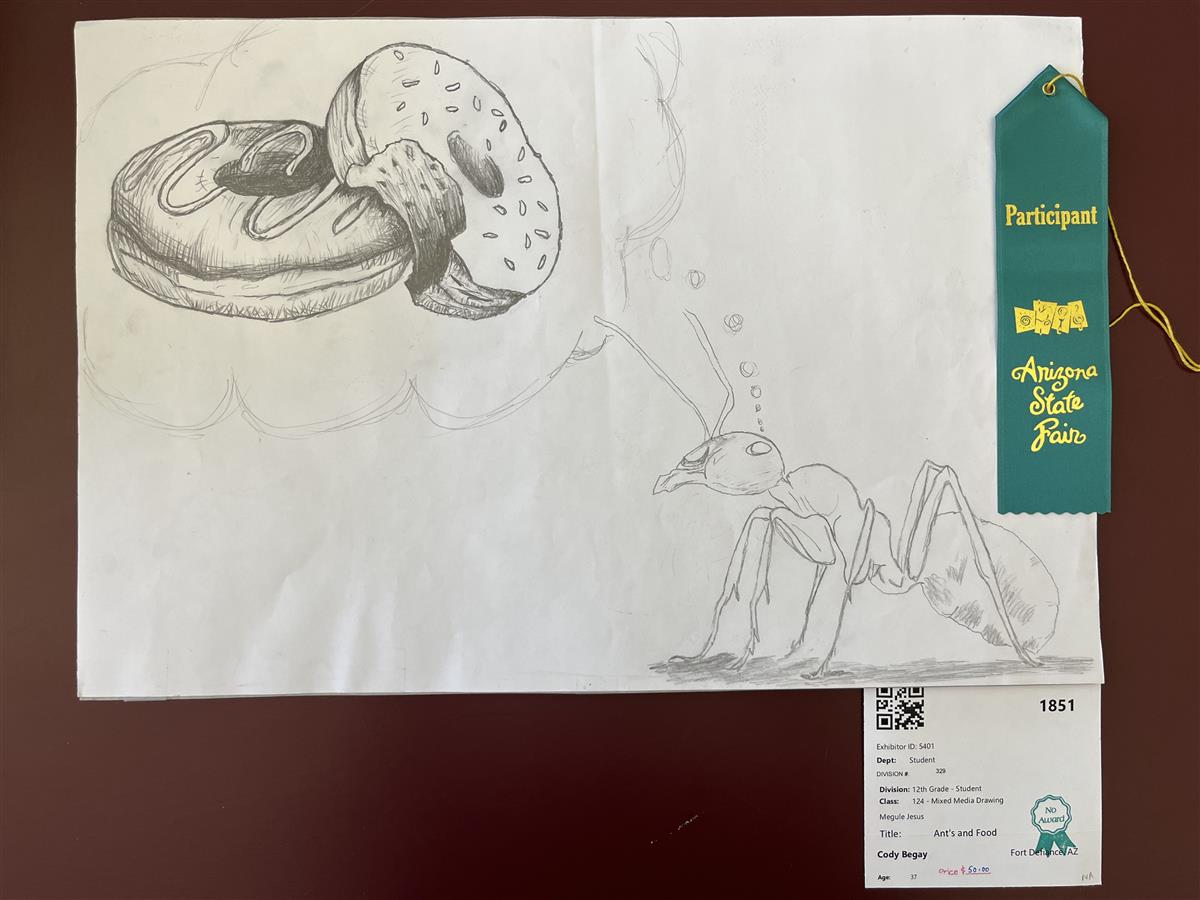 Participant
Arizona
State
Fair
1851
Exhibitor ID: 5401
Dept: Student
DIVISION #: 329
Division: 12th Grade - Student
Class: 124 - Mixed Media Drawing
Megule Jesus
No
Award
Title: Ant's and Food
Cody Begay Fort Defiance, AZ
Age: 37 Price $ 50.00
NA